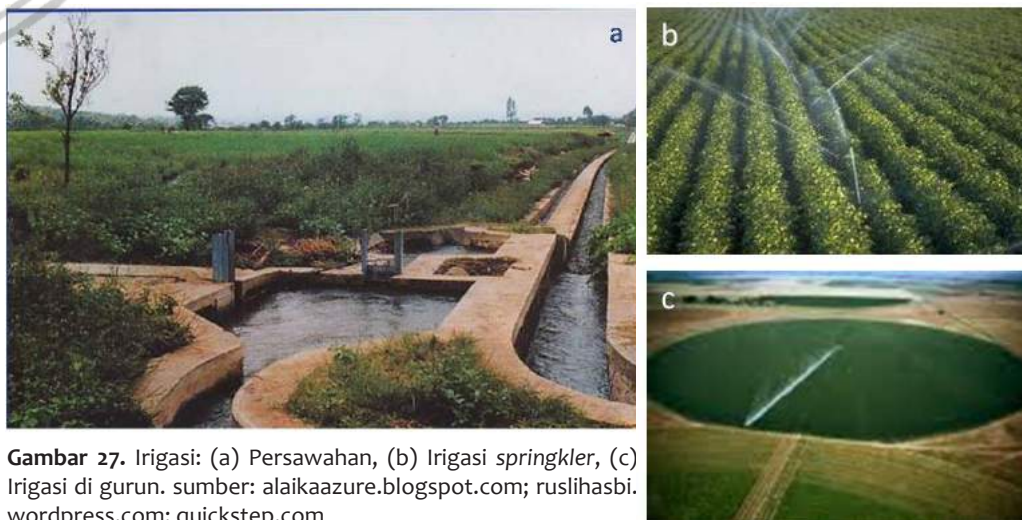 a
b
c
Gambar 27. Irigasi: (a) Persawahan, (b) Irigasi springkler, (c)
Irigasi di gurun. sumber: alaikaazure.blogspot.com; ruslihasbi.
wordpress.com; quickstep.com